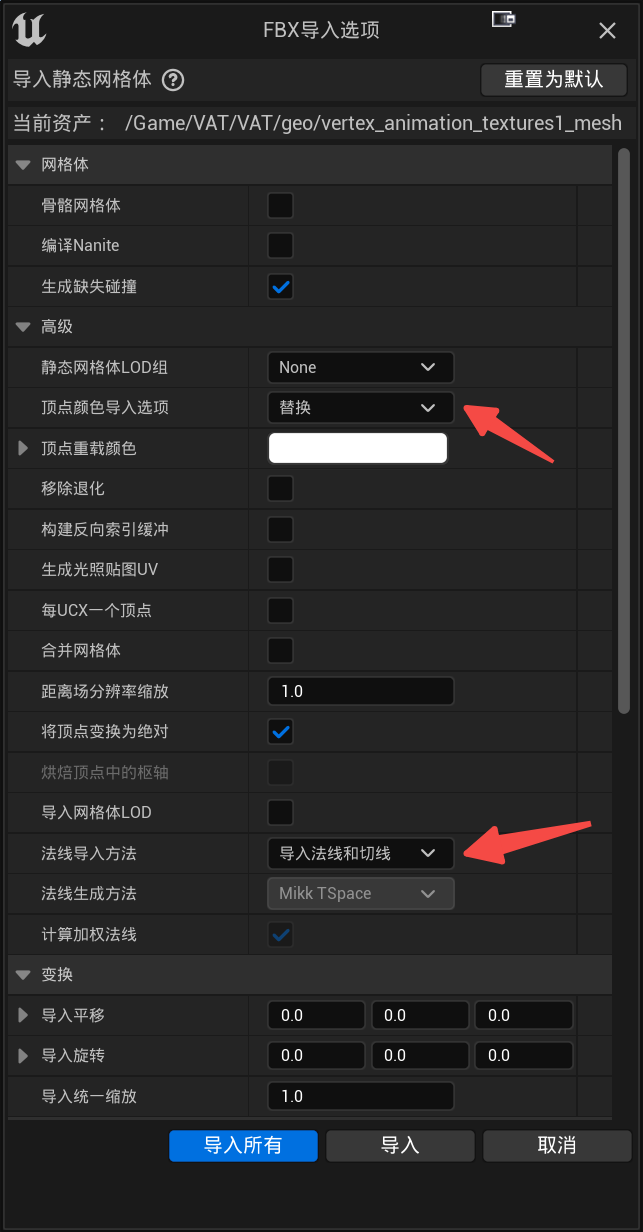 FBX导入选项
导入静态网格体 ?
重置为默认
当前资产： /Game/VAT/VAT/geo/vertex_animation_textures1_mesh
网格体
骨骼网格体
编译Nanite
生成缺失碰撞
高级
静态网格体LOD组 None
顶点颜色导入选项 替换
顶点重载颜色
移除退化
构建反向索引缓冲
生成光照贴图UV
每UCX一个顶点
合并网格体
距离场分辨率缩放 1.0
将顶点变换为绝对
烘焙顶点中的枢轴
导入网格体LOD
法线导入方法 导入法线和切线
法线生成方法 Mikk TSpace
计算加权法线
变换
导入平移 0.0 0.0 0.0
导入旋转 0.0 0.0 0.0
导入统一缩放 1.0
导入所有 导入 取消